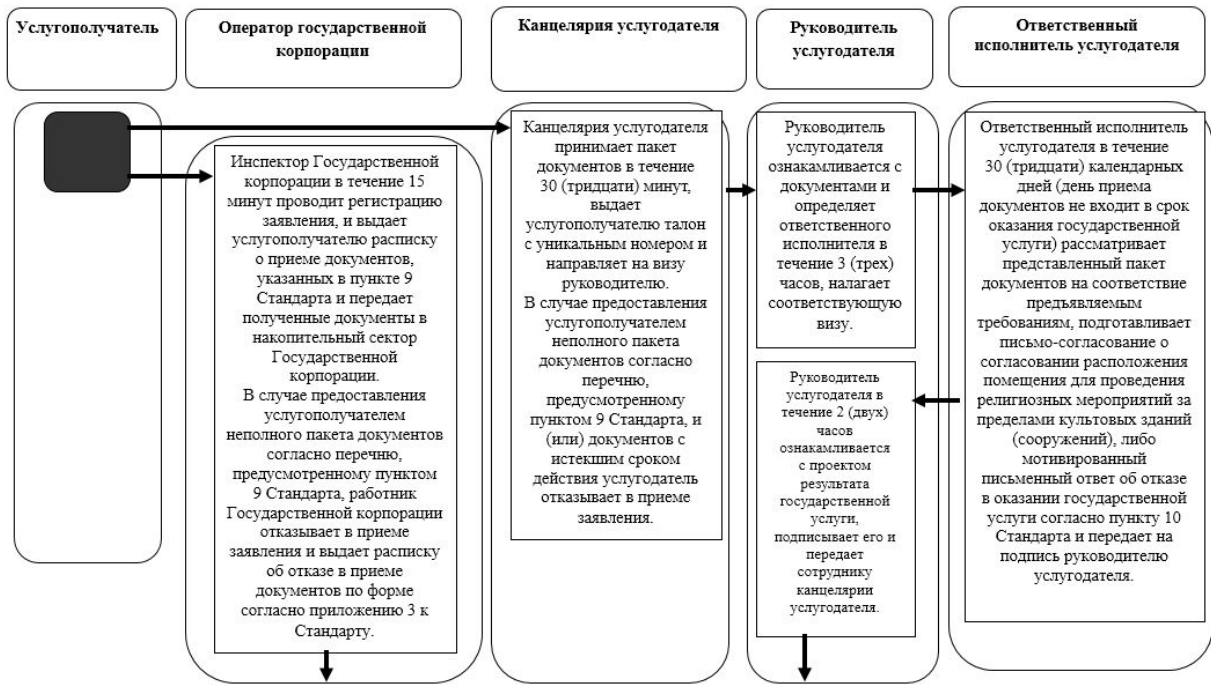 Услугополучатель
Оператор государственной
корпорации
Канцелярия услугодателя
Руководитель
услугодателя
Ответственный
исполнитель услугодателя
Инспектор Государственной
корпорации в течение 15
минут проводит регистрацию
заявления, и выдает
услугополучателю расписку
о приеме документов,
указанных в пункте 9
Стандарта и передает
полученные документы в
накопительный сектор
Государственной
корпорации.
В случае предоставления
услугополучателем
неполного пакета документов
согласно перечню,
предусмотренному пунктом
9 Стандарта, работник
Государственной корпорации
отказывает в приеме
заявления и выдает расписку
об отказе в приеме
документов по форме
согласно приложению 3 к
Стандарту.
Канцелярия услугодателя
принимает пакет
документов в течение
30 (тридцати) минут,
выдает
услугополучателю талон
с уникальным номером и
направляет на визу
руководителю.
В случае предоставления
услугополучателем
неполного пакета
документов согласно
перечню,
предусмотренному
пунктом 9 Стандарта, и
(или) документов с
истекшим сроком
действия услугодатель
отказывает в приеме
заявления.
Руководитель
услугодателя
ознакамливается с
документами и
определяет
ответственного
исполнителя в
течение 3 (трех)
часов, налагает
соответствующую
визу.
Руководитель
услугодателя в
течение 2 (двух)
часов
ознакамливается
с проектом
результата
государственной
услуги,
подписывает его и
передает
сотруднику
канцелярии
услугодателя.
Ответственный исполнитель
услугодателя в течение
30 (тридцати) календарных
дней (день приема
документов не входит в срок
оказания государственной
услуги) рассматривает
представленный пакет
документов на соответствие
предъявляемым
требованиям, подготавливает
письмо-согласование о
согласовании расположения
помещения для проведения
религиозных мероприятий за
пределами культовых зданий
(сооружений), либо
мотивированный
письменный ответ об отказе
в оказании государственной
услуги согласно пункту 10
Стандарта и передает на
подпись руководителю
услугодателя.